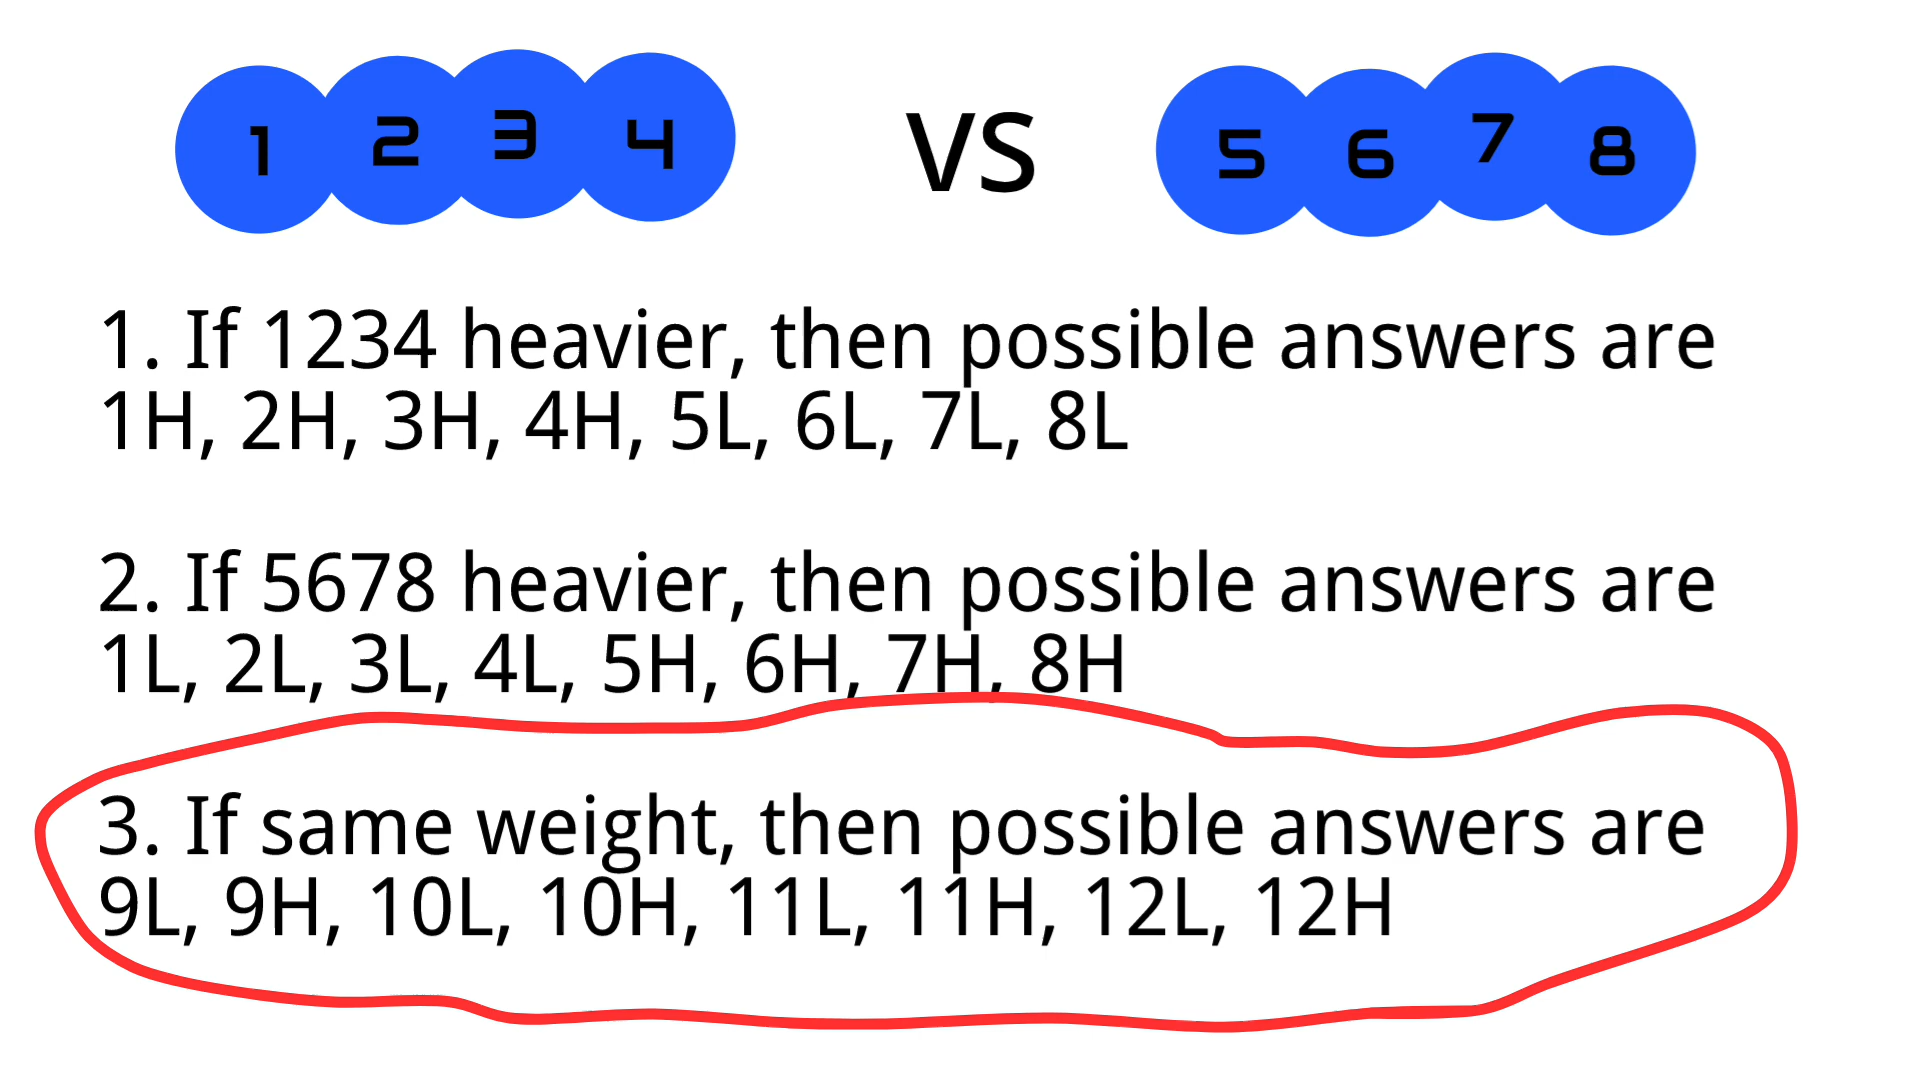 1 2 3 4 VS 5 6 7 8
1. If 1234 heavier, then possible answers are
1H, 2H, 3H, 4H, 5L, 6L, 7L, 8L
2. If 5678 heavier, then possible answers are
1L, 2L, 3L, 4L, 5H, 6H, 7H, 8H
3. If same weight, then possible answers are
9L, 9H, 10L, 10H, 11L, 11H, 12L, 12H